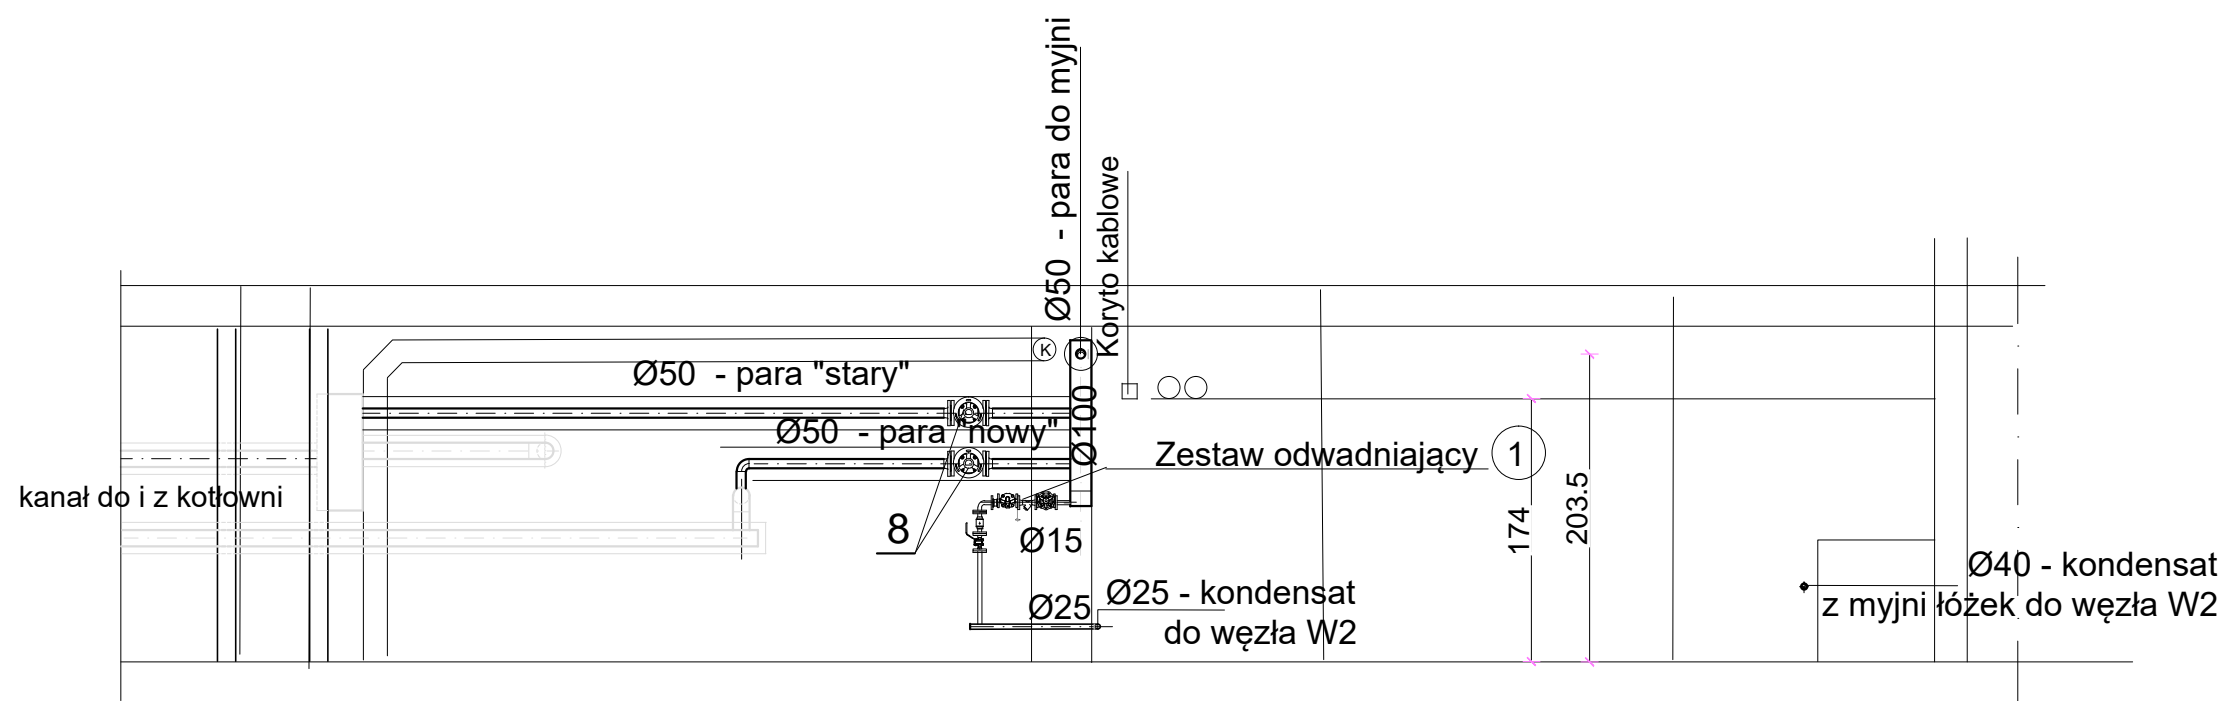 Ø50 - para do myjni
Koryto kablowe
K
Ø50 - para "stary"
Ø100
Ø50 - para "nowy"
Zestaw odwadniający 1
kanał do i z kotłowni
203.5
174
8
Ø15
Ø40 - kondensat
z myjni łóżek do węzła W2
Ø25
Ø25 - kondensat
do węzła W2